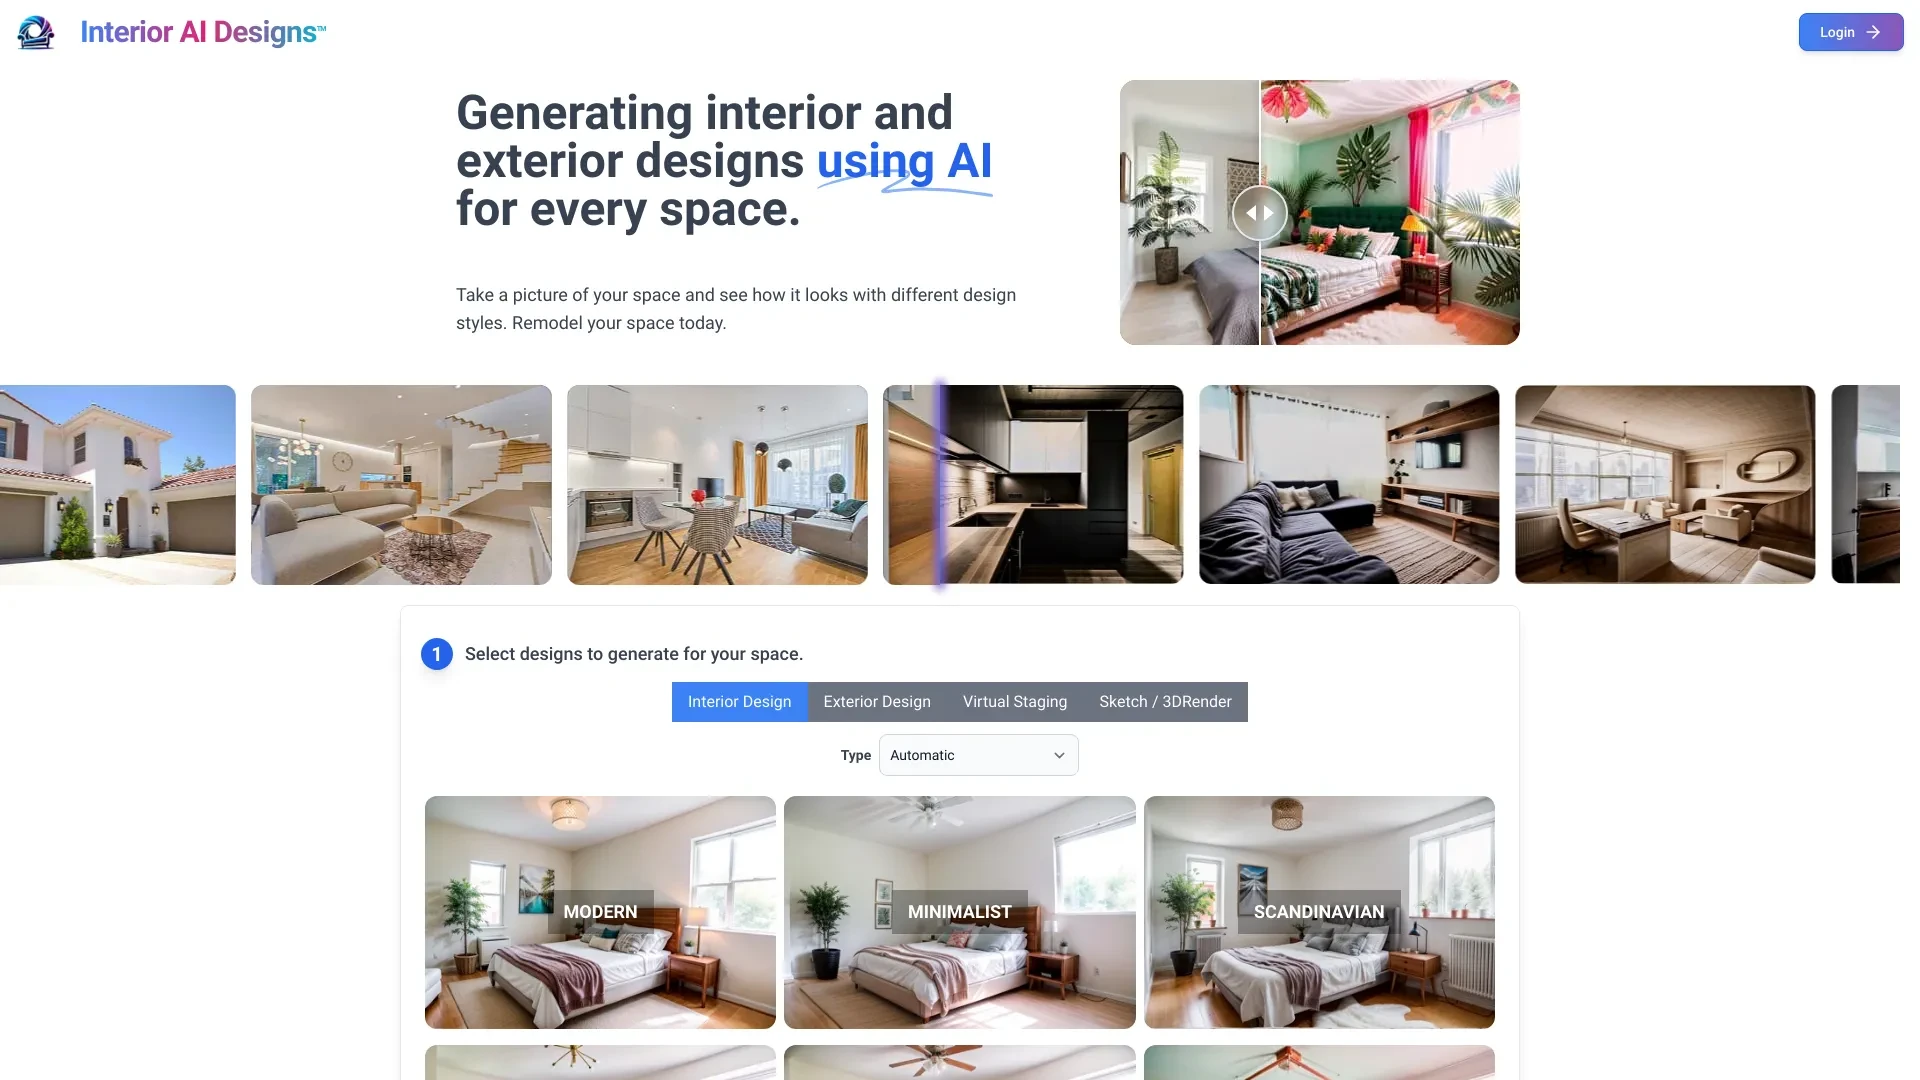 Interior AI Designs™
Login
Generating interior and
exterior designs using AI
for every space.
Take a picture of your space and see how it looks with different design
styles. Remodel your space today.
1
Select designs to generate for your space.
Interior Design
Exterior Design
Virtual Staging
Sketch / 3DRender
Type
Automatic
MODERN
MINIMALIST
SCANDINAVIAN